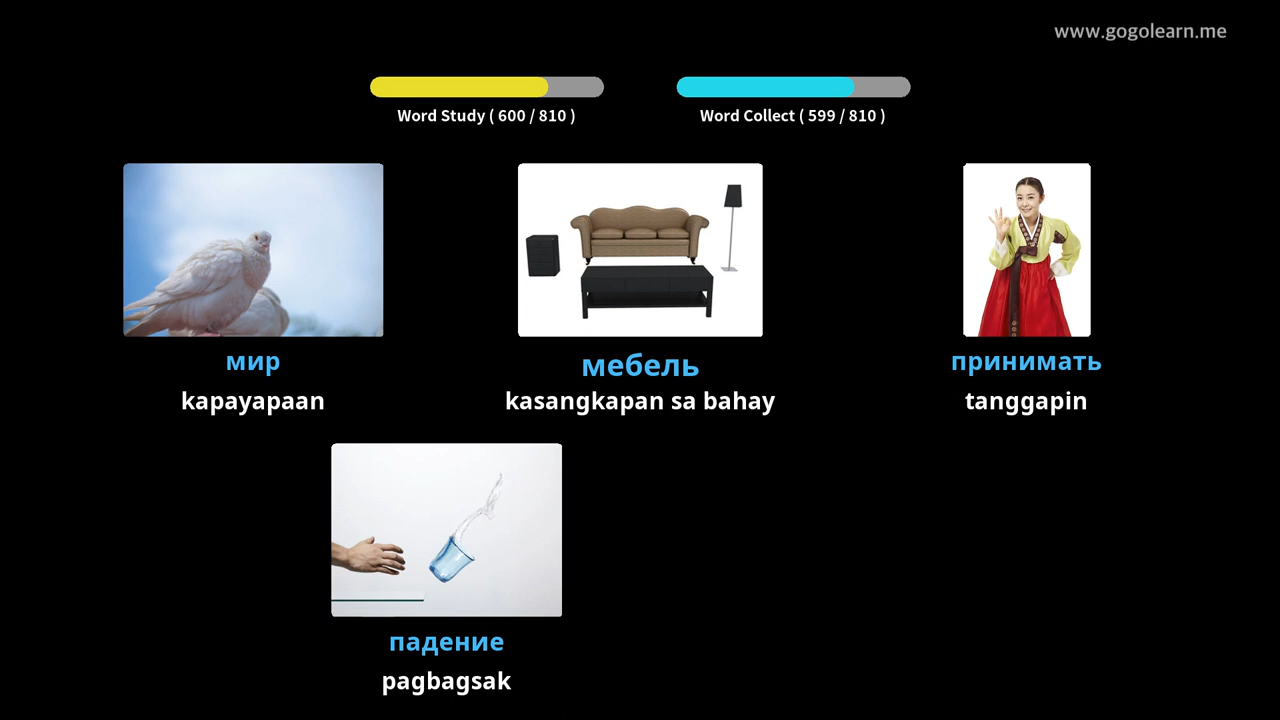 www.gogolearn.me
Word Study ( 600 / 810 )
Word Collect ( 599 / 810 )
мир
kapayapaan
мебель
kasangkapan sa bahay
принимать
tanggapin
падение
pagbagsak